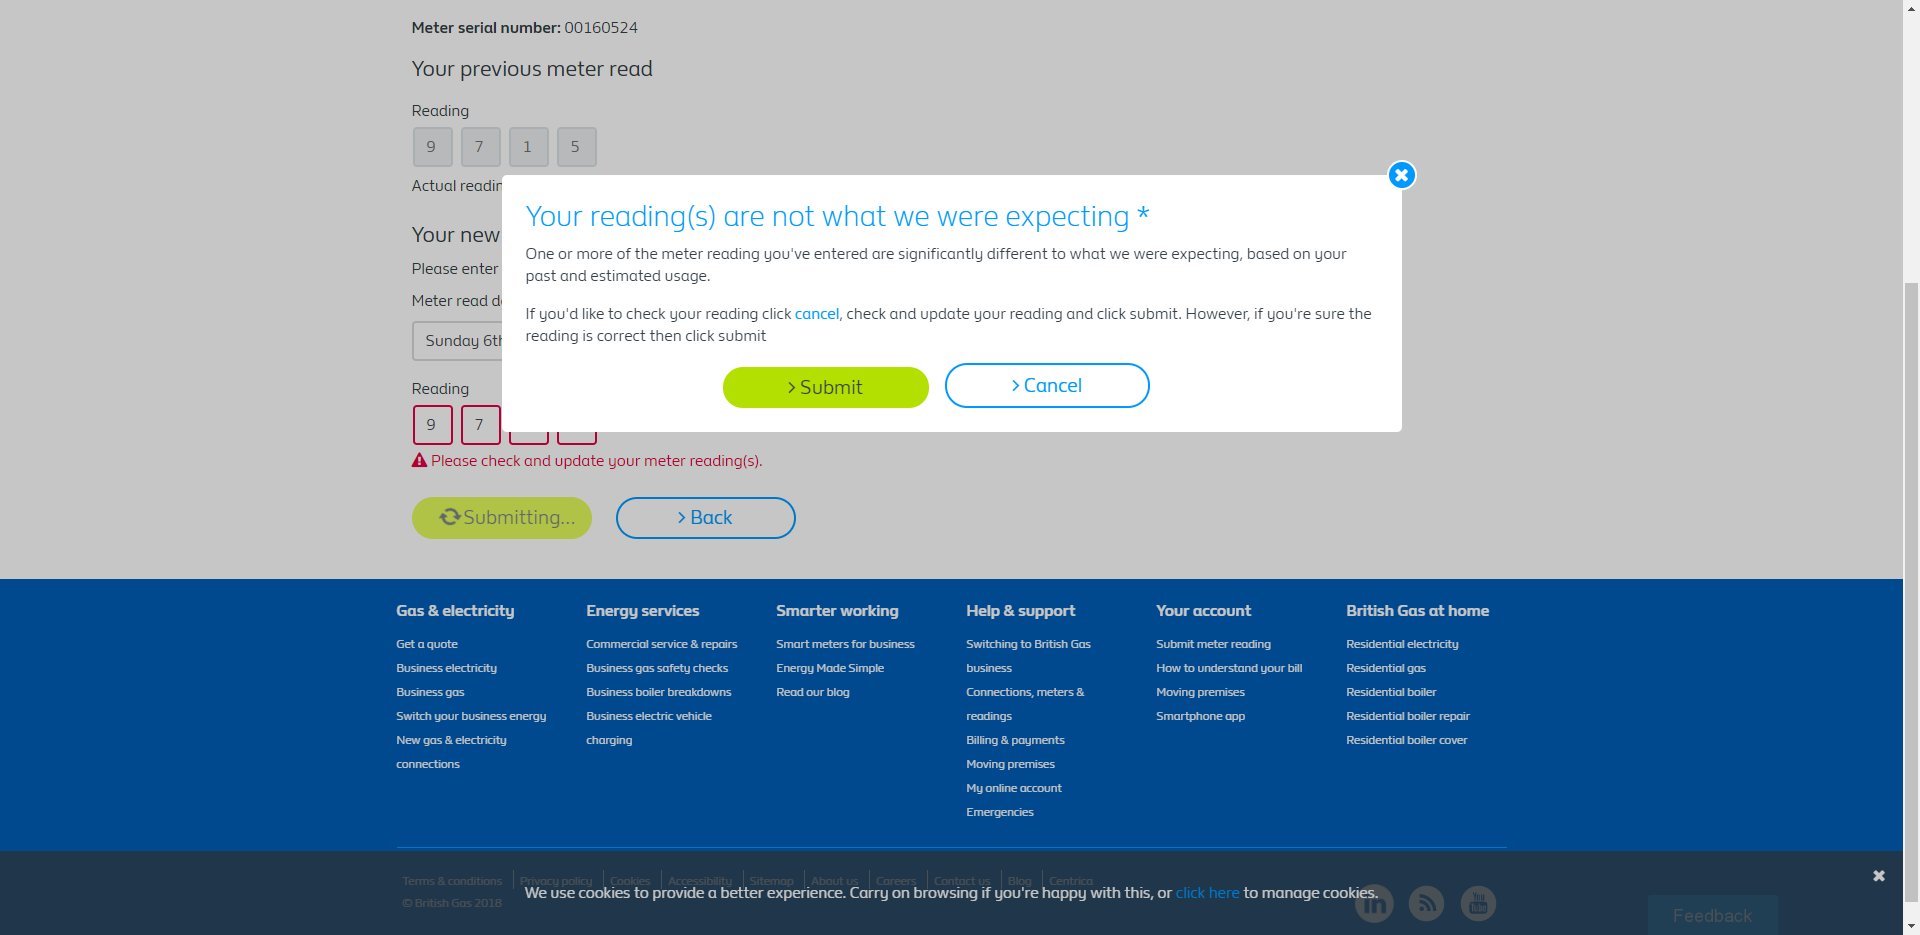 Meter serial number: 00160524
Your previous meter read
Reading
9 7 1 5
Actual readin
Your reading(s) are not what we were expecting *
One or more of the meter reading you've entered are significantly different to what we were expecting, based on your
past and estimated usage.
If you'd like to check your reading click cancel, check and update your reading and click submit. However, if you're sure the
reading is correct then click submit
> Submit
> Cancel
Your new
Please enter
Meter read d
Sunday 6th
Reading
9 7
Please check and update your meter reading(s).
Submitting...
> Back
Gas & electricity
Get a quote
Business electricity
Business gas
Switch your business energy
New gas & electricity
connections
Energy services
Commercial service & repairs
Business gas safety checks
Business boiler breakdowns
Business electric vehicle
charging
Smarter working
Smart meters for business
Energy Made Simple
Read our blog
Help & support
Switching to British Gas
business
Connections, meters &
readings
Billing & payments
Moving premises
My online account
Emergencies
Your account
Submit meter reading
How to understand your bill
Moving premises
Smartphone app
British Gas at home
Residential electricity
Residential gas
Residential boiler
Residential boiler repair
Residential boiler cover
Terms & conditions Privacy policy Cookies Accessibility Sitemap About us Careers Contact us Blog Centrica
We use cookies to provide a better experience. Carry on browsing if you're happy with this, or click here to manage cookies.
© British Gas 2018
in
You Tube
Feedback